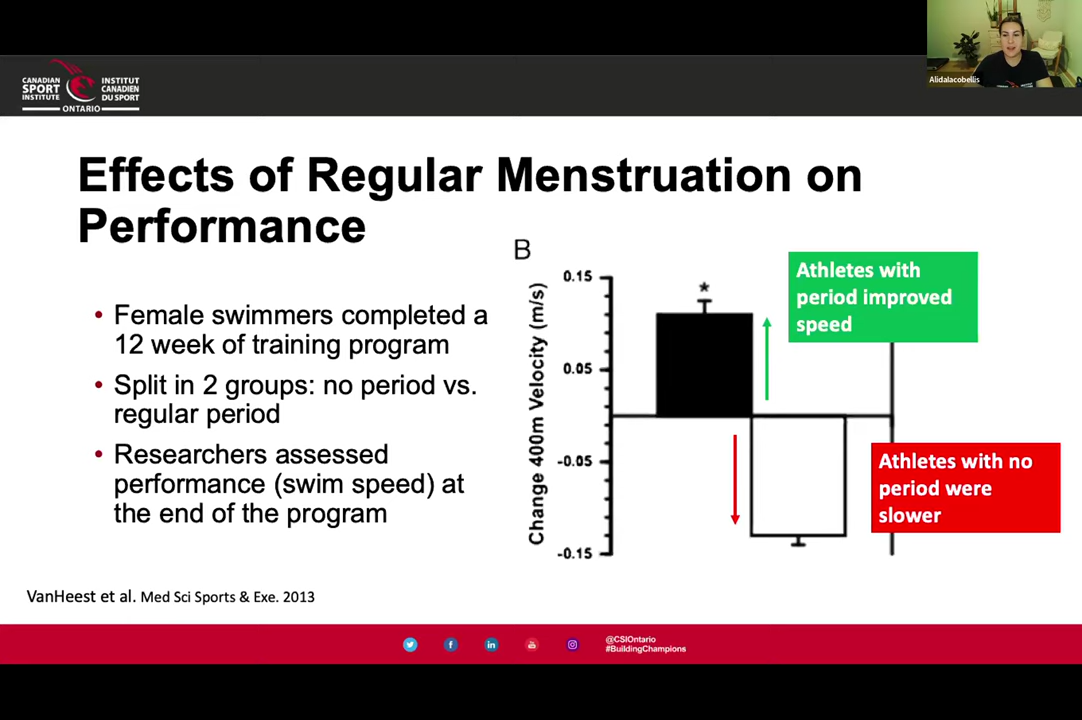 AlidaIacobellis
CANADIAN
SPORT
INSTITUTE
INSTITUT
CANADIEN
DU SPORT
ONTARIO
Effects of Regular Menstruation on
Performance
• Female swimmers completed a
12 week of training program
• Split in 2 groups: no period vs.
regular period
• Researchers assessed
performance (swim speed) at
the end of the program
B
Change 400m Velocity (m/s)
0.15
0.05
-0.05
-0.15
*
Athletes with
period improved
speed
Athletes with no
period were
slower
VanHeest et al. Med Sci Sports & Exe. 2013
@CSIOntario
#BuildingChampions